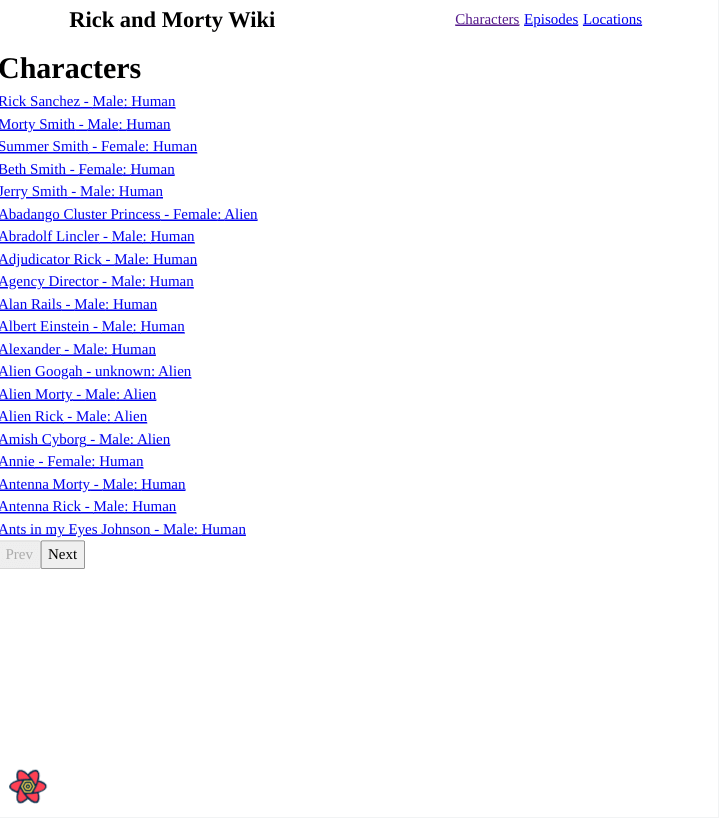 Rick and Morty Wiki
Characters Episodes Locations
Characters
Rick Sanchez - Male: Human
Morty Smith - Male: Human
Summer Smith - Female: Human
Beth Smith - Female: Human
Jerry Smith - Male: Human
Abadango Cluster Princess - Female: Alien
Abradolf Lincler - Male: Human
Adjudicator Rick - Male: Human
Agency Director - Male: Human
Alan Rails - Male: Human
Albert Einstein - Male: Human
Alexander - Male: Human
Alien Googah - unknown: Alien
Alien Morty - Male: Alien
Alien Rick - Male: Alien
Amish Cyborg - Male: Alien
Annie - Female: Human
Antenna Morty - Male: Human
Antenna Rick - Male: Human
Ants in my Eyes Johnson - Male: Human
Prev Next